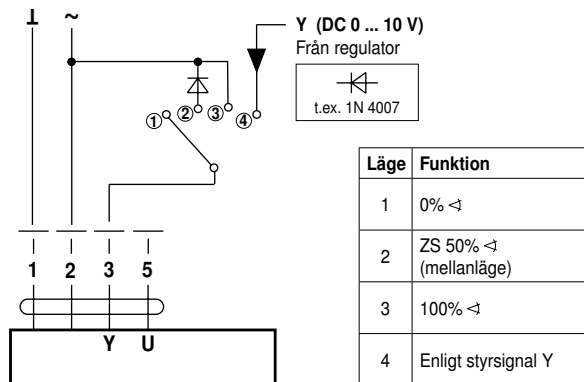 ⊥ ~
Y (DC 0 ... 10 V)
Från regulator
t.ex. 1N 4007
① ② ③ ④
1 2 3 5
Y U
Läge Funktion
1 0% ⊲
2 ZS 50% ⊲
(mellanläge)
3 100% ⊲
4 Enligt styrsignal Y